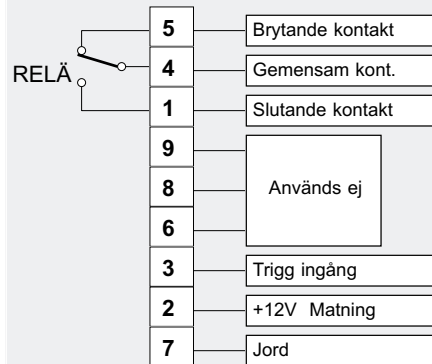 5 Brytande kontakt
RELÄ 4 Gemensam kont.
1 Slutande kontakt
9
8 Används ej
6
3 Trigg ingång
2 +12V Matning
7 Jord